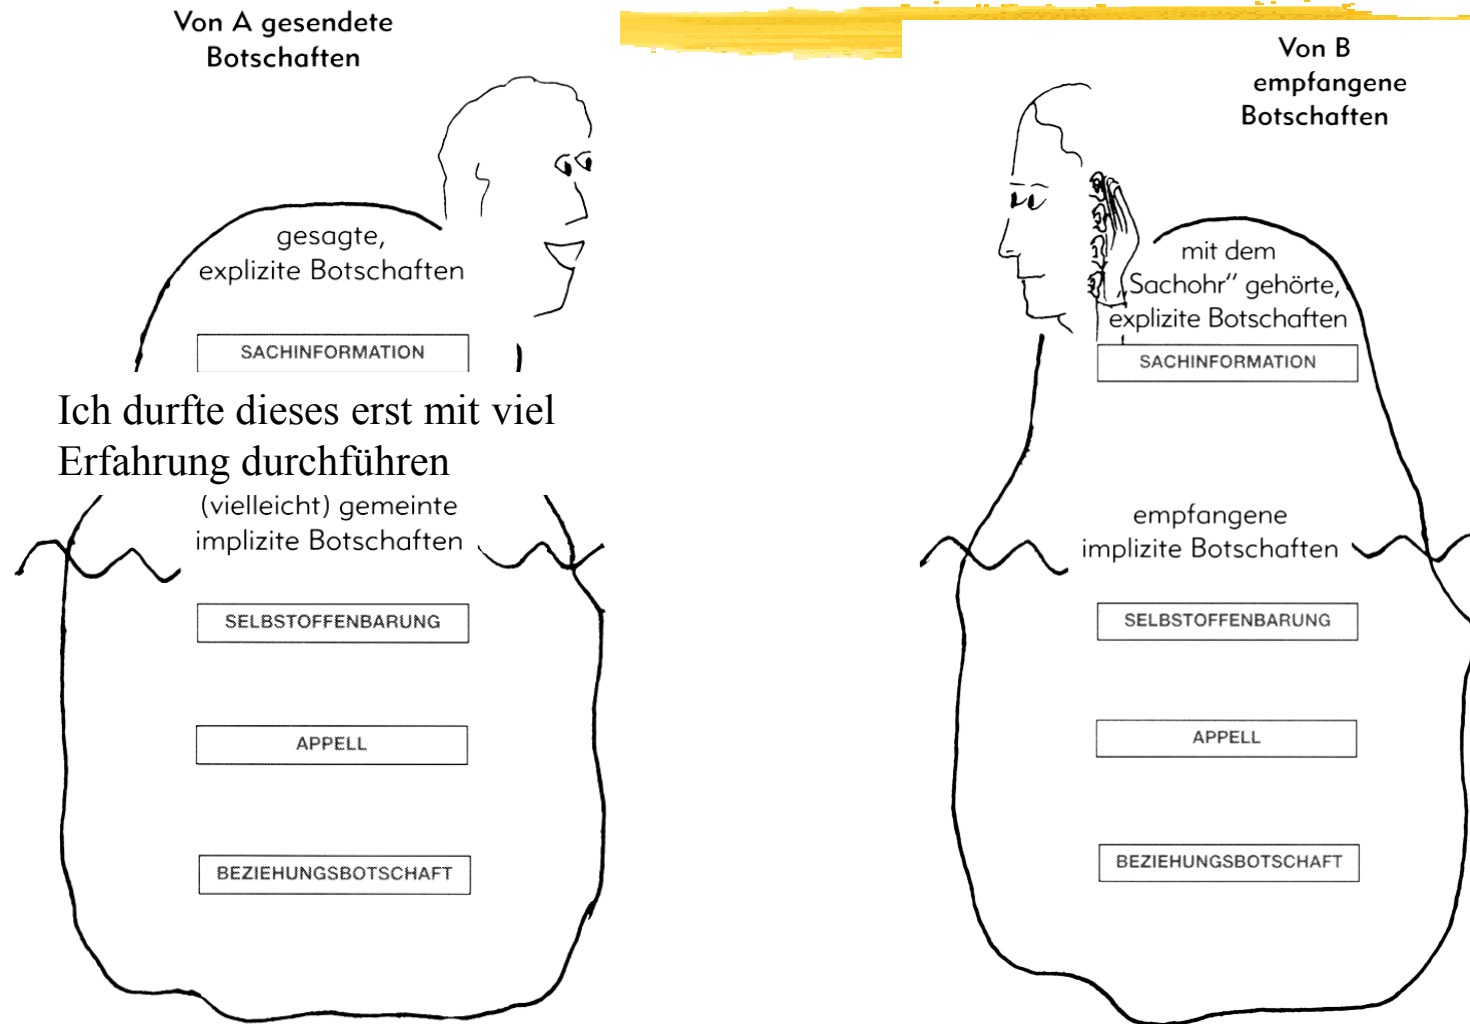 Von A gesendete
Botschaften
gesagte,
explizite Botschaften
SACHINFORMATION
Ich durfte dieses erst mit viel
Erfahrung durchführen
(vielleicht) gemeinte
implizite Botschaften
SELBSTOFFENBARUNG
APPELL
BEZIEHUNGSBOTSCHAFT
Von B
empfangene
Botschaften
mit dem
„Sachohr“ gehörte,
explizite Botschaften
SACHINFORMATION
empfangene
implizite Botschaften
SELBSTOFFENBARUNG
APPELL
BEZIEHUNGSBOTSCHAFT